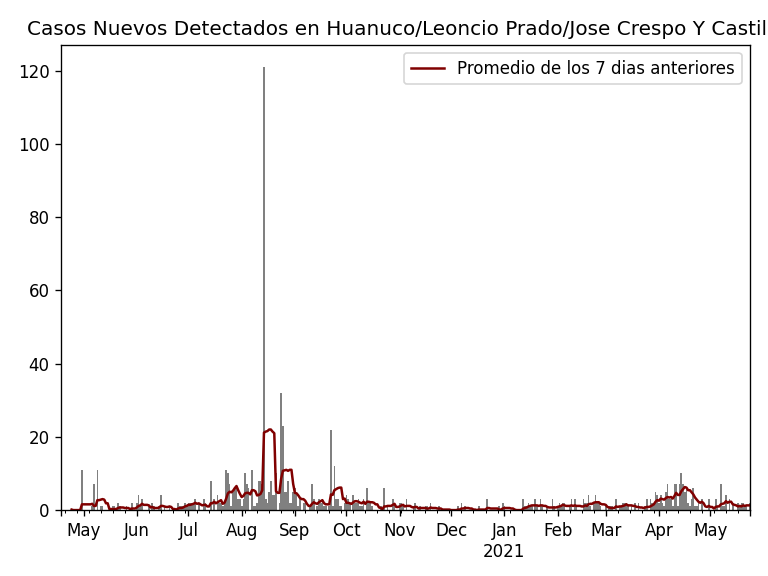 Casos Nuevos Detectados en Huanuco/Leoncio Prado/Jose Crespo Y Castil
Promedio de los 7 dias anteriores
120
100
80
60
40
20
0
May Jun Jul Aug Sep Oct Nov Dec Jan Feb Mar Apr May
2021